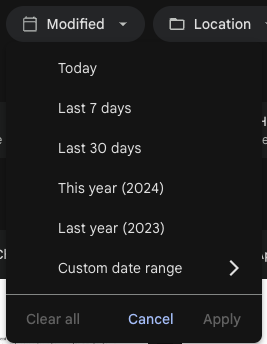 Modified
Location
Today
Last 7 days
Last 30 days
This year (2024)
Last year (2023)
Custom date range
Clear all
Cancel
Apply